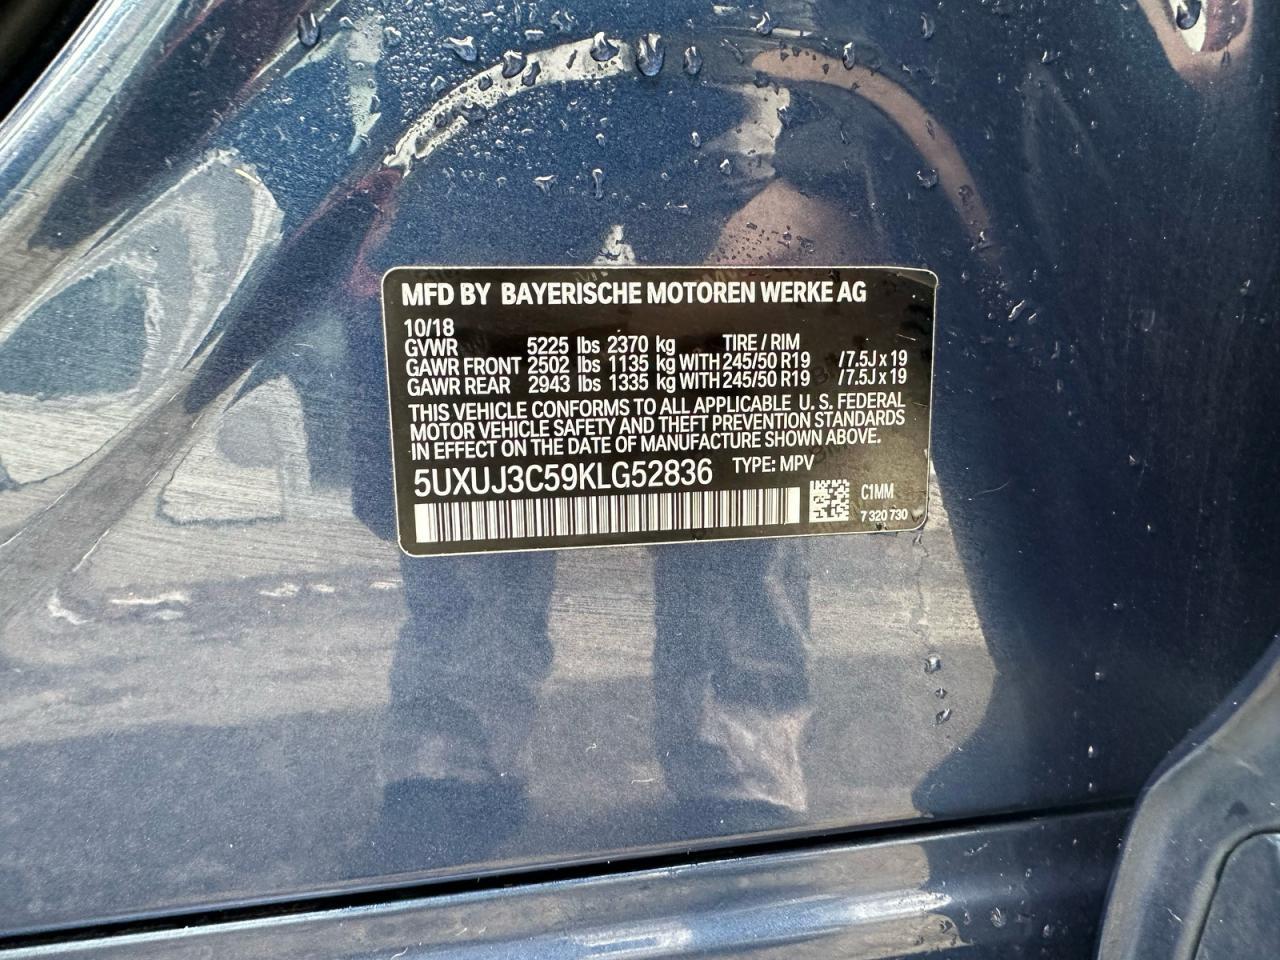 MFD BY BAYERISCHE MOTOREN WERKE AG
10/18
GVWR 5225 lbs 2370 kg TIRE / RIM
GAWR FRONT 2502 lbs 1135 kg WITH 245/50 R19 /7.5J x 19
GAWR REAR 2943 lbs 1335 kg WITH 245/50 R19 /7.5J x 19
THIS VEHICLE CONFORMS TO ALL APPLICABLE U. S. FEDERAL
MOTOR VEHICLE SAFETY AND THEFT PREVENTION STANDARDS
IN EFFECT ON THE DATE OF MANUFACTURE SHOWN ABOVE.
5UXUJ3C59KLG52836 TYPE: MPV
C1MM
7 320 730